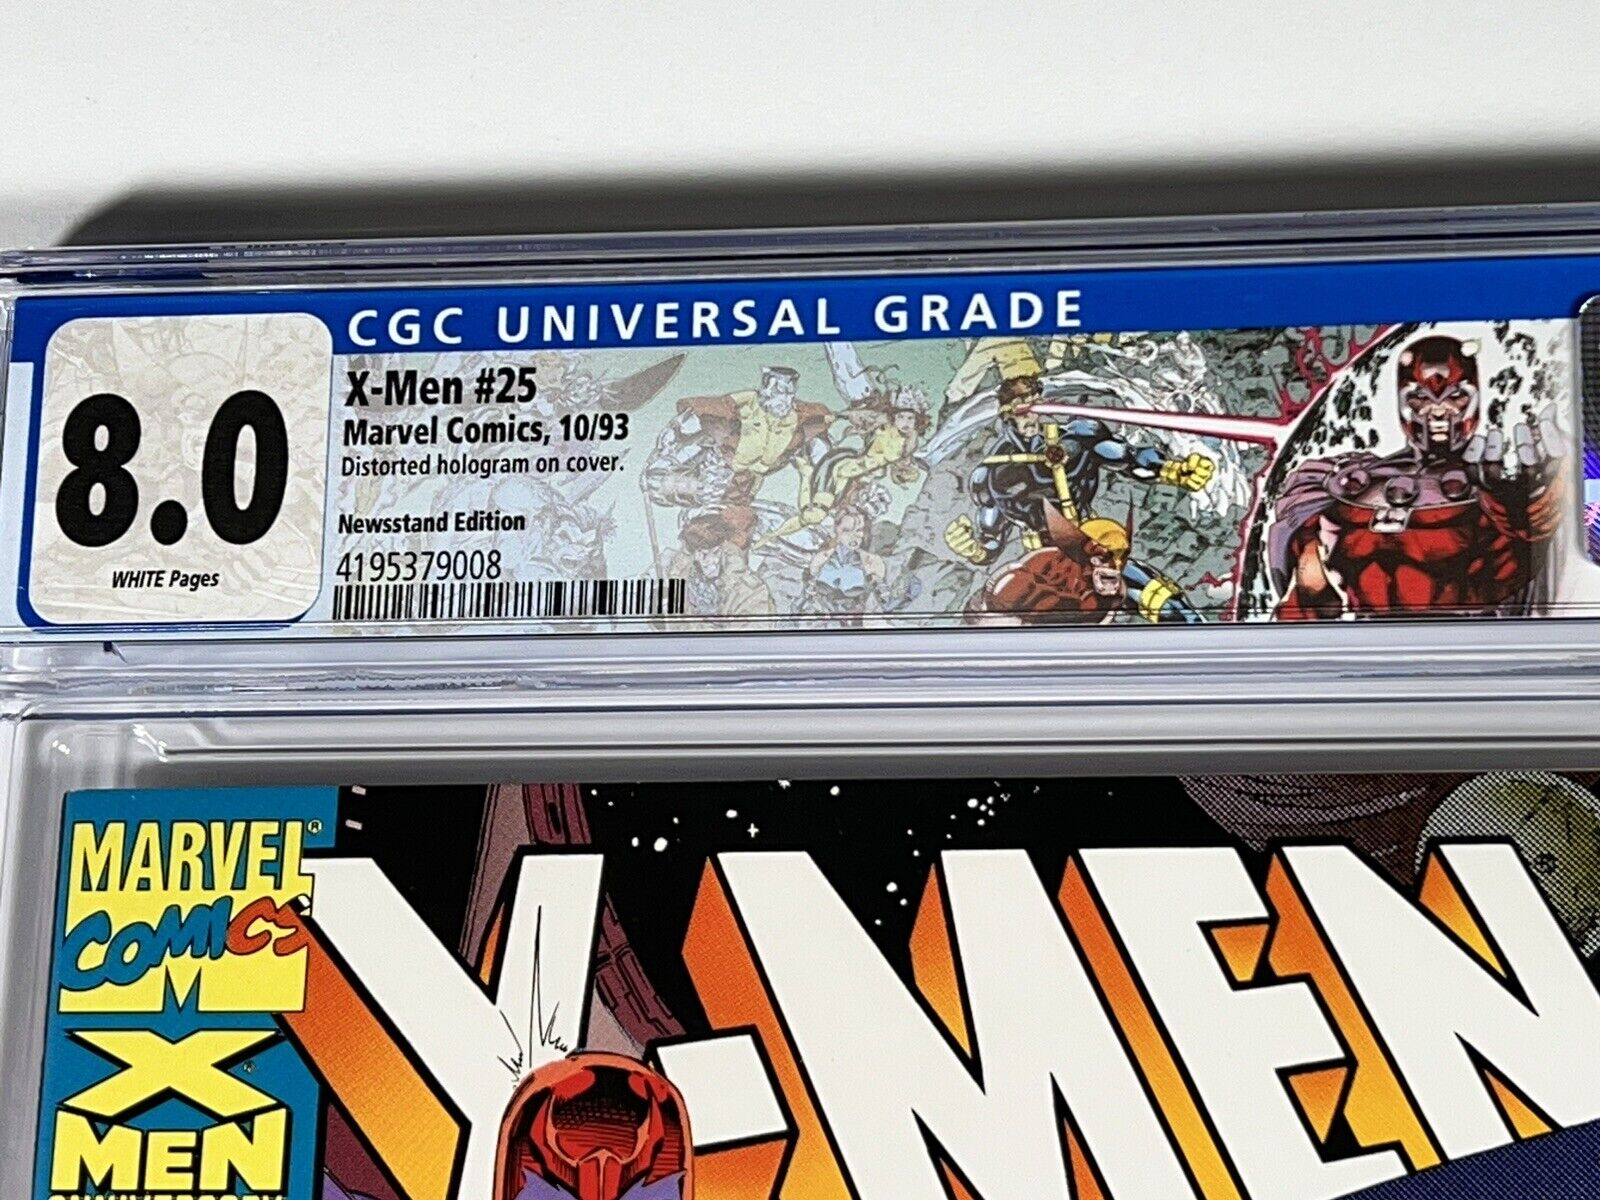 CGC UNIVERSAL GRADE
8.0
WHITE Pages
X-Men #25
Marvel Comics, 10/93
Distorted hologram on cover.
Newsstand Edition
4195379008
MARVEL®
COMICS
X-MEN
X
MEN
ANNIVERSARY